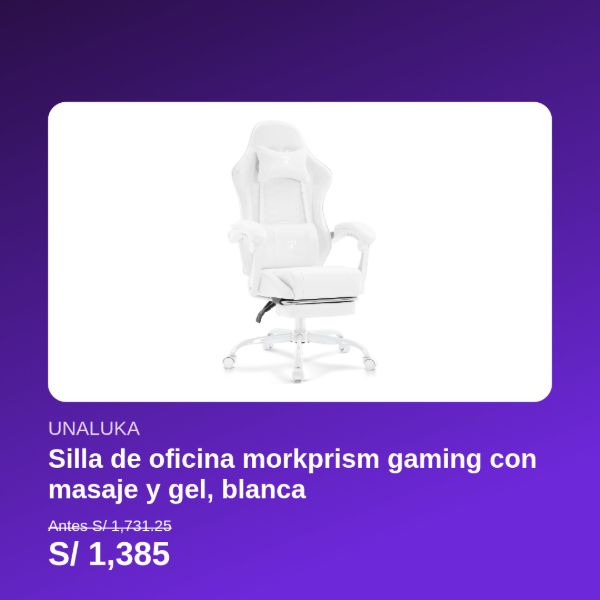 UNALUKA
Silla de oficina morkprism gaming con
masaje y gel, blanca
Antes S/ 1,731.25
S/ 1,385